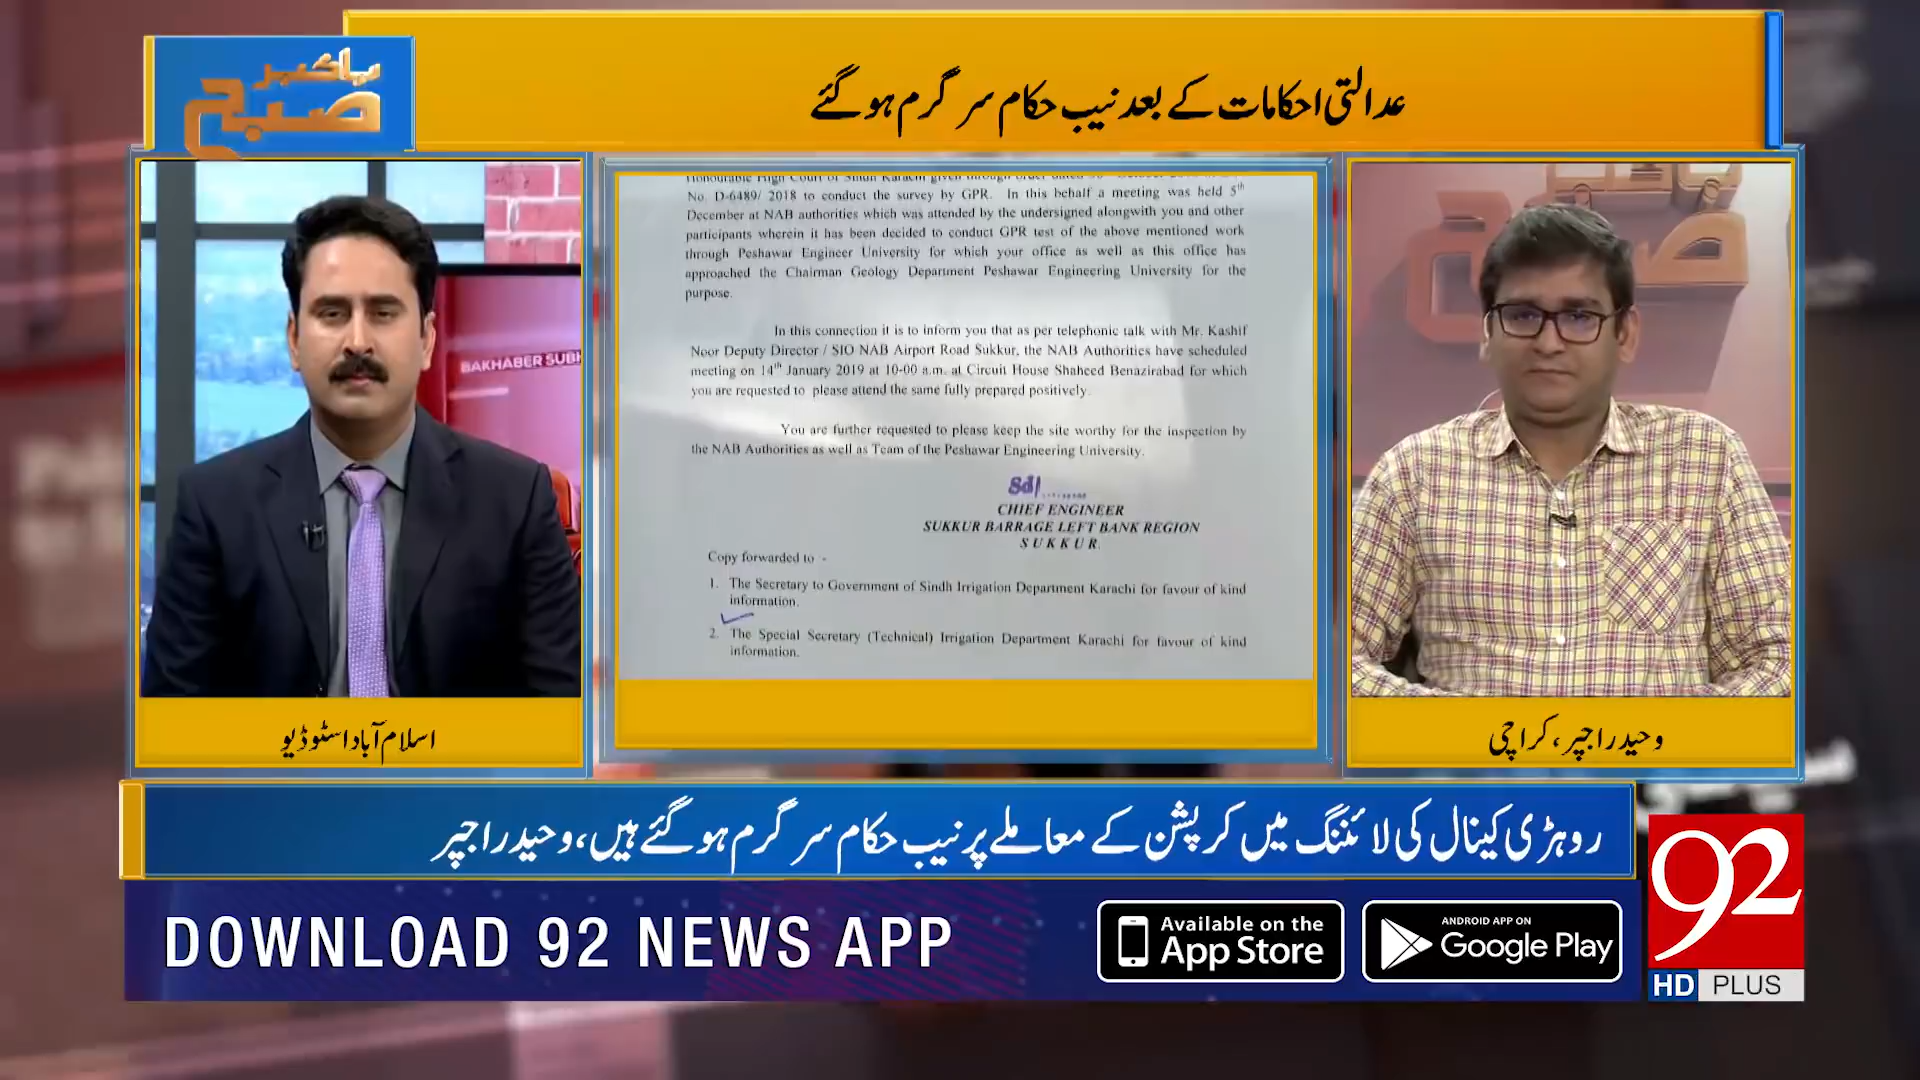 باخبر
صبح
عدالتی احکامات کے بعد نیب حکام سرگرم ہوگئے
BAKHABER SUBH
Honourable High Court of Sindh Karachi given through order dated
No. D-6489/ 2018 to conduct the survey by GPR. In this behalf a meeting was held 5th
December at NAB authorities which was attended by the undersigned alongwith you and other
participants wherein it has been decided to conduct GPR test of the above mentioned work
through Peshawar Engineer University for which your office as well as this office has
approached the Chairman Geology Department Peshawar Engineering University for the
purpose.
In this connection it is to inform you that as per telephonic talk with Mr. Kashif
Noor Deputy Director / SIO NAB Airport Road Sukkur, the NAB Authorities have scheduled
meeting on 14th January 2019 at 10-00 a.m. at Circuit House Shaheed Benazirabad for which
you are requested to please attend the same fully prepared positively.
You are further requested to please keep the site worthy for the inspection by
the NAB Authorities as well as Team of the Peshawar Engineering University.
Sd/
CHIEF ENGINEER
SUKKUR BARRAGE LEFT BANK REGION
SUKKUR.
Copy forwarded to :-
1. The Secretary to Government of Sindh Irrigation Department Karachi for favour of kind
information.
2. The Special Secretary (Technical) Irrigation Department Karachi for favour of kind
information.
اسلام آباد اسٹوڈیو
وحید راجپر، کراچی
روہڑی کینال کی لائننگ میں کرپشن کے معاملے پر نیب حکام سرگرم ہوگئے ہیں، وحید راجپر
DOWNLOAD 92 NEWS APP
Available on the
App Store
ANDROID APP ON
Google Play
92
HD PLUS